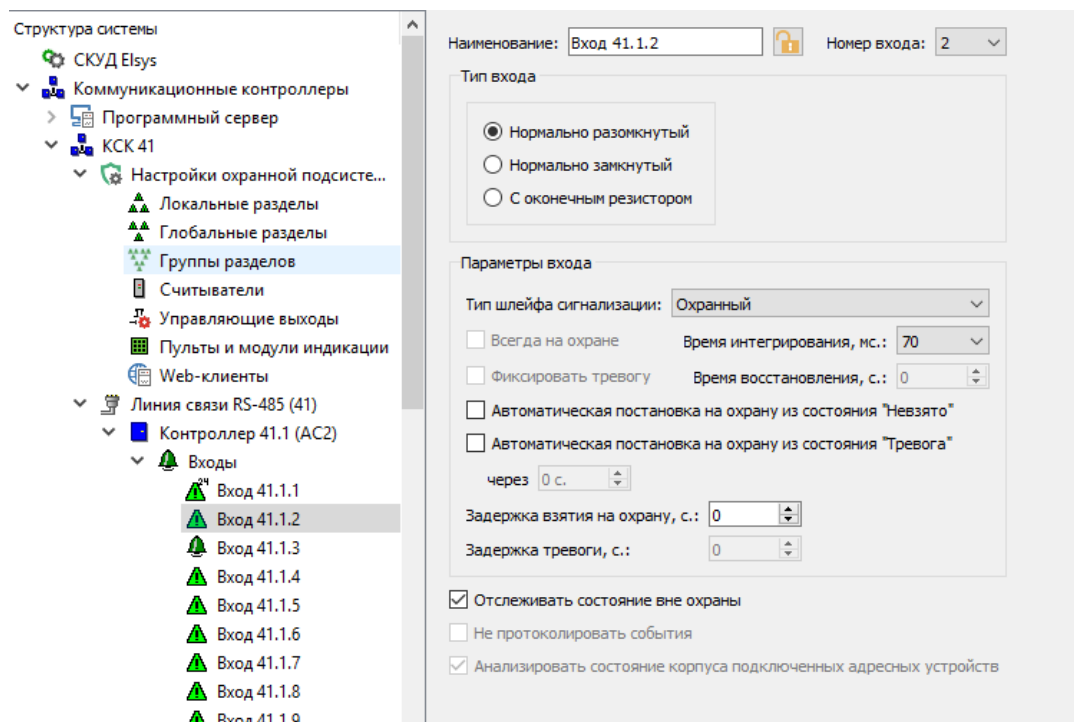 Структура системы
СКУД Elsys
Коммуникационные контроллеры
Программный сервер
КСК 41
Настройки охранной подсисте...
Локальные разделы
Глобальные разделы
Группы разделов
Считыватели
Управляющие выходы
Пульты и модули индикации
Web-клиенты
Линия связи RS-485 (41)
Контроллер 41.1 (AC2)
Входы
24 Вход 41.1.1
Вход 41.1.2
Вход 41.1.3
Вход 41.1.4
Вход 41.1.5
Вход 41.1.6
Вход 41.1.7
Вход 41.1.8
Вход 41.1.9
Наименование: Вход 41.1.2 Номер входа: 2
Тип входа
Нормально разомкнутый
Нормально замкнутый
С оконечным резистором
Параметры входа
Тип шлейфа сигнализации: Охранный
Всегда на охране Время интегрирования, мс.: 70
Фиксировать тревогу Время восстановления, с.: 0
Автоматическая постановка на охрану из состояния "Невзято"
Автоматическая постановка на охрану из состояния "Тревога"
через 0 с.
Задержка взятия на охрану, с.: 0
Задержка тревоги, с.: 0
Отслеживать состояние вне охраны
Не протоколировать события
Анализировать состояние корпуса подключенных адресных устройств